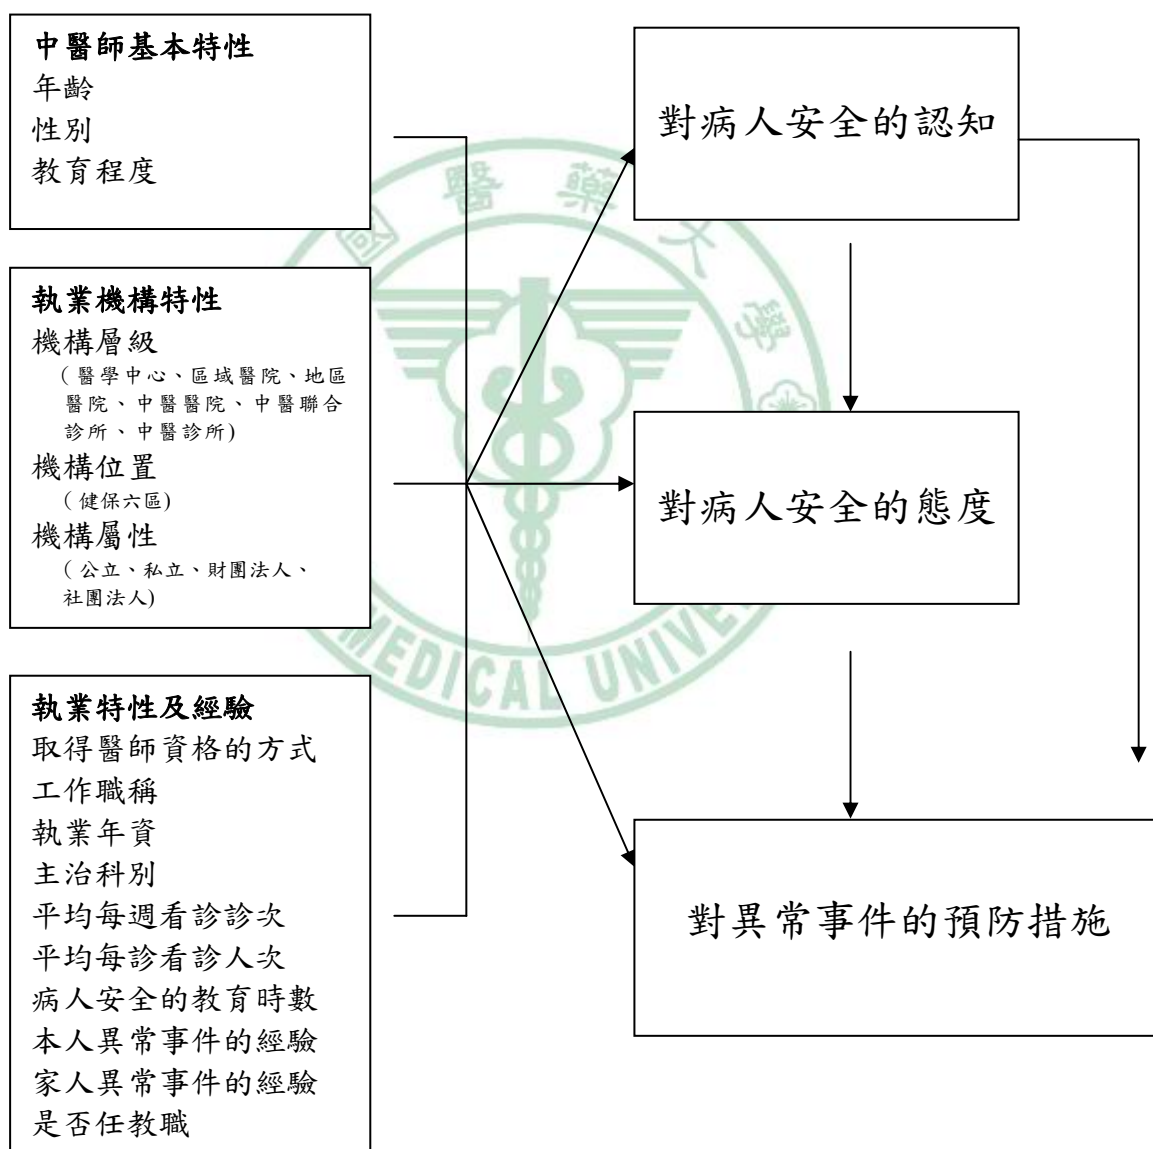 中醫師基本特性
年齡
性別
教育程度
執業機構特性
機構層級
（醫學中心、區域醫院、地區
醫院、中醫醫院、中醫聯合
診所、中醫診所)
機構位置
（健保六區)
機構屬性
（公立、私立、財團法人、
社團法人)
執業特性及經驗
取得醫師資格的方式
工作職稱
執業年資
主治科別
平均每週看診診次
平均每診看診人次
病人安全的教育時數
本人異常事件的經驗
家人異常事件的經驗
是否任教職
對病人安全的認知
對病人安全的態度
對異常事件的預防措施
國醫藥大學
MEDICAL UNIVE